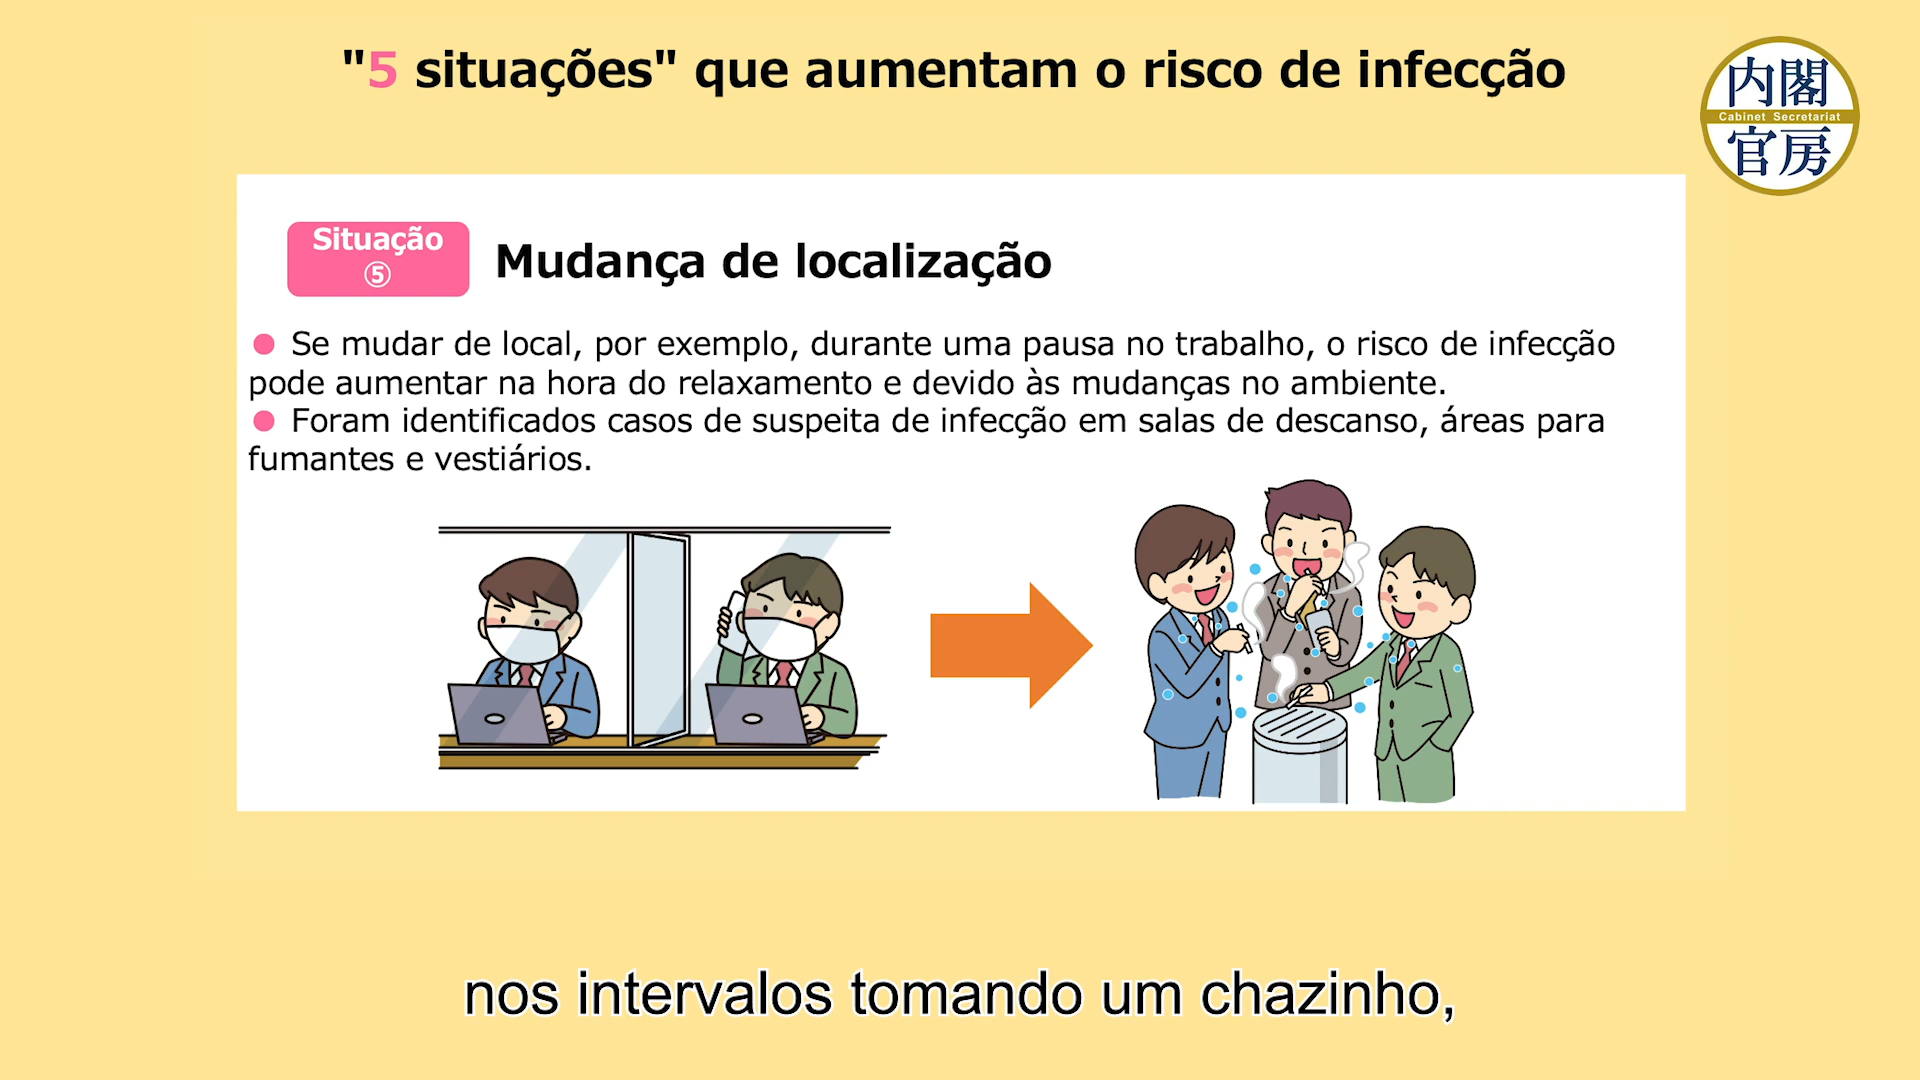 "5 situações" que aumentam o risco de infecção
内閣
Cabinet Secretariat
官房
Situação
⑤
Mudança de localização
● Se mudar de local, por exemplo, durante uma pausa no trabalho, o risco de infecção
pode aumentar na hora do relaxamento e devido às mudanças no ambiente.
● Foram identificados casos de suspeita de infecção em salas de descanso, áreas para
fumantes e vestiários.
nos intervalos tomando um chazinho,